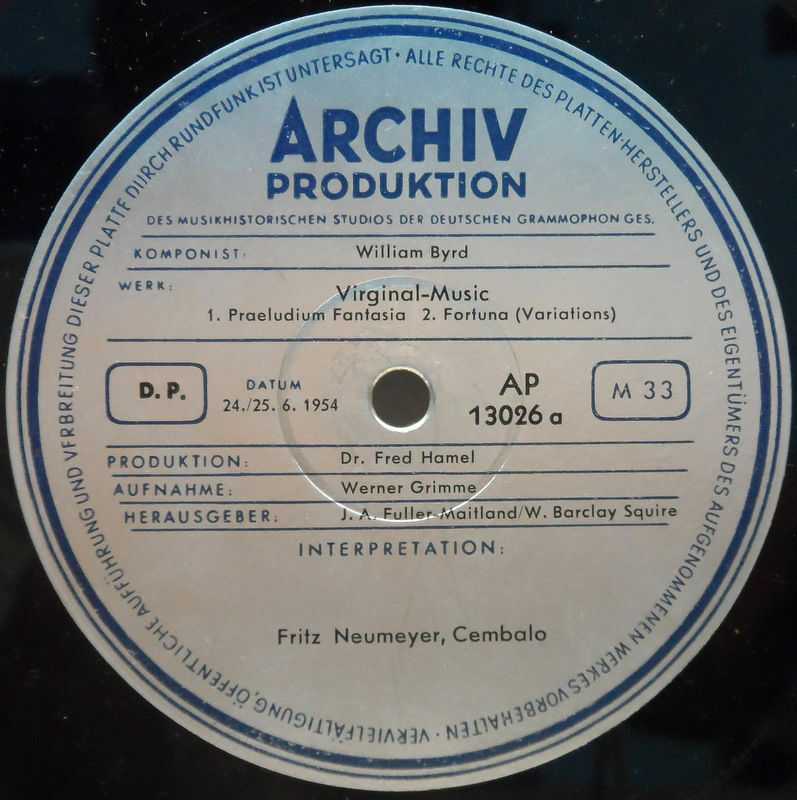 ALLE RECHTE DES PLATTEN-HERSTELLERS UND DES EIGENTÜMERS DES AUFGENOMMENEN WERKES VORBEHALTEN · VERVIELFÄLTIGUNG, ÖFFENTLICHE AUFFÜHRUNG UND VERBREITUNG DIESER PLATTE DURCH RUNDFUNK IST UNTERSAGT ·
ARCHIV
PRODUKTION
DES MUSIKHISTORISCHEN STUDIOS DER DEUTSCHEN GRAMMOPHON GES.
KOMPONIST: William Byrd
WERK: Virginal-Music
1. Praeludium Fantasia 2. Fortuna (Variations)
D. P.
DATUM
24./25. 6. 1954
AP
13026 a
M 33
PRODUKTION: Dr. Fred Hamel
AUFNAHME: Werner Grimme
HERAUSGEBER: J. A. Fuller-Maitland/W. Barclay Squire
INTERPRETATION:
Fritz Neumeyer, Cembalo